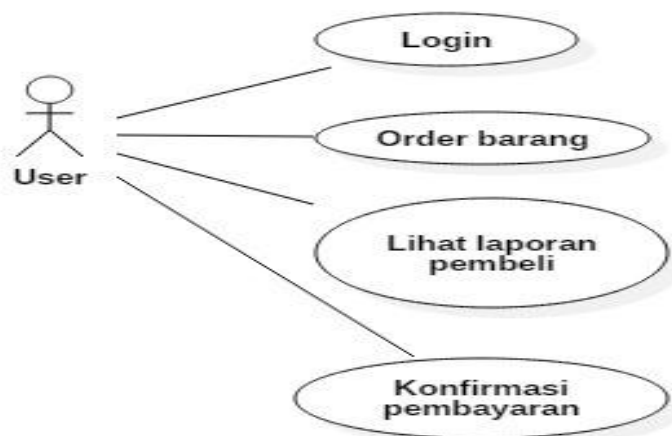 Login
Order barang
User
Lihat laporan
pembeli
Konfirmasi
pembayaran